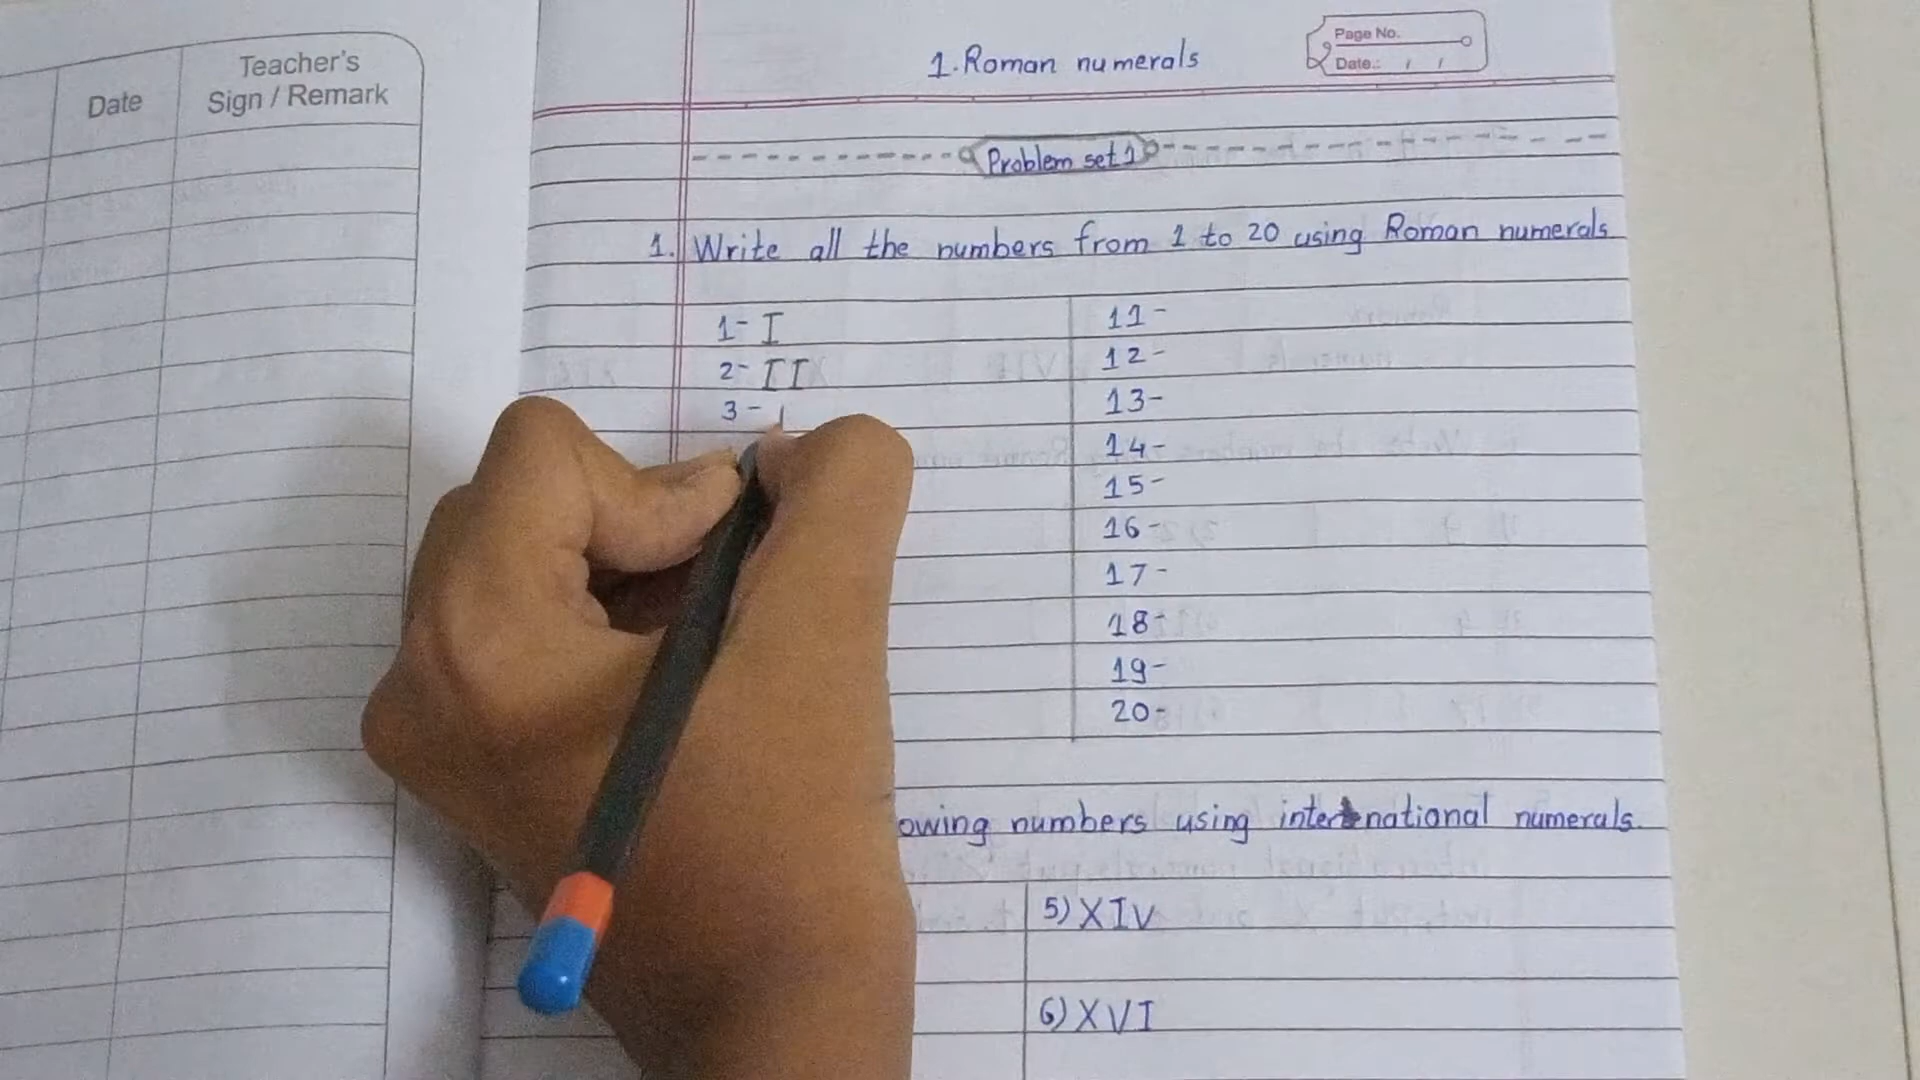 Date
Teacher's
Sign / Remark
1. Roman numerals
Page No.
Date.: / /
Problem set 1
1. Write all the numbers from 1 to 20 using Roman numerals
1- I
2- II
3-
11-
12-
13-
14-
15-
16-
17-
18-
19-
20-
numbers using international numerals.
5) XIV
6) XVI